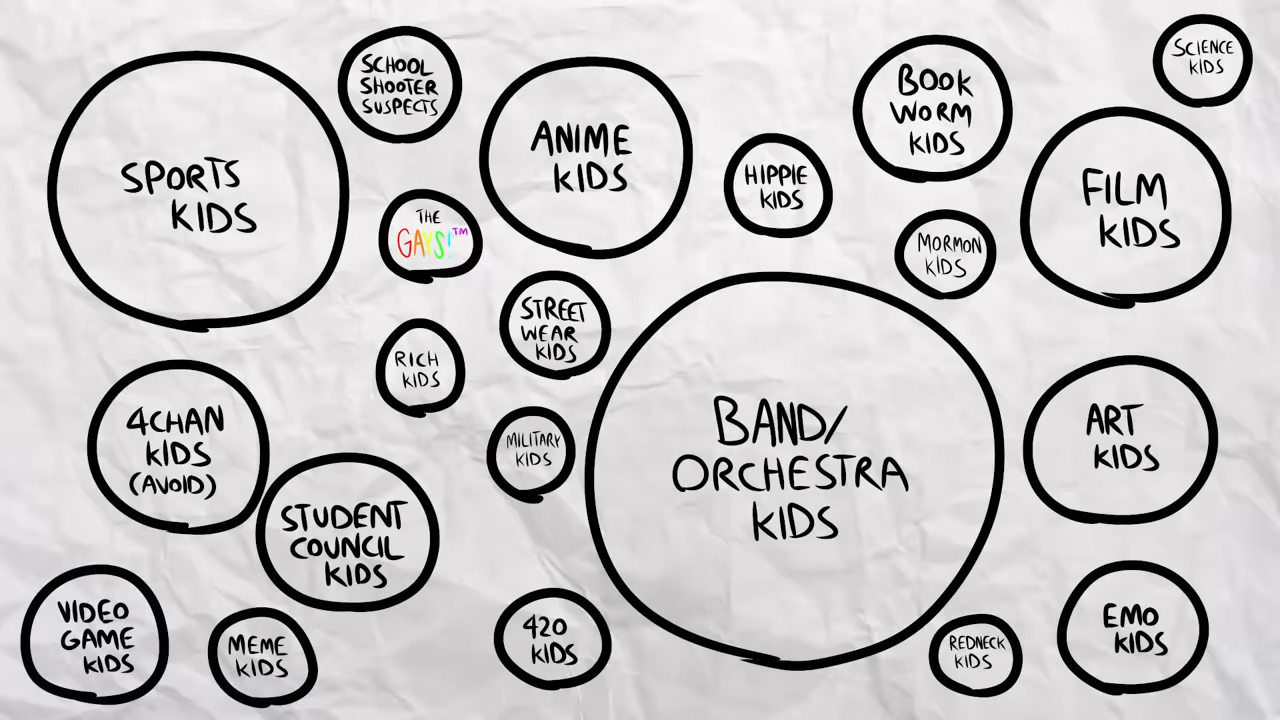 SPORTS
KIDS
SCHOOL
SHOOTER
SUSPECTS
ANIME
KIDS
HIPPIE
KIDS
BOOK
WORM
KIDS
SCIENCE
KIDS
THE
GAYS!™
MORMON
KIDS
FILM
KIDS
RICH
KIDS
STREET
WEAR
KIDS
4CHAN
KIDS
(AVOID)
STUDENT
COUNCIL
KIDS
MILITARY
KIDS
BAND/
ORCHESTRA
KIDS
ART
KIDS
VIDEO
GAME
KIDS
MEME
KIDS
420
KIDS
REDNECK
KIDS
EMO
KIDS